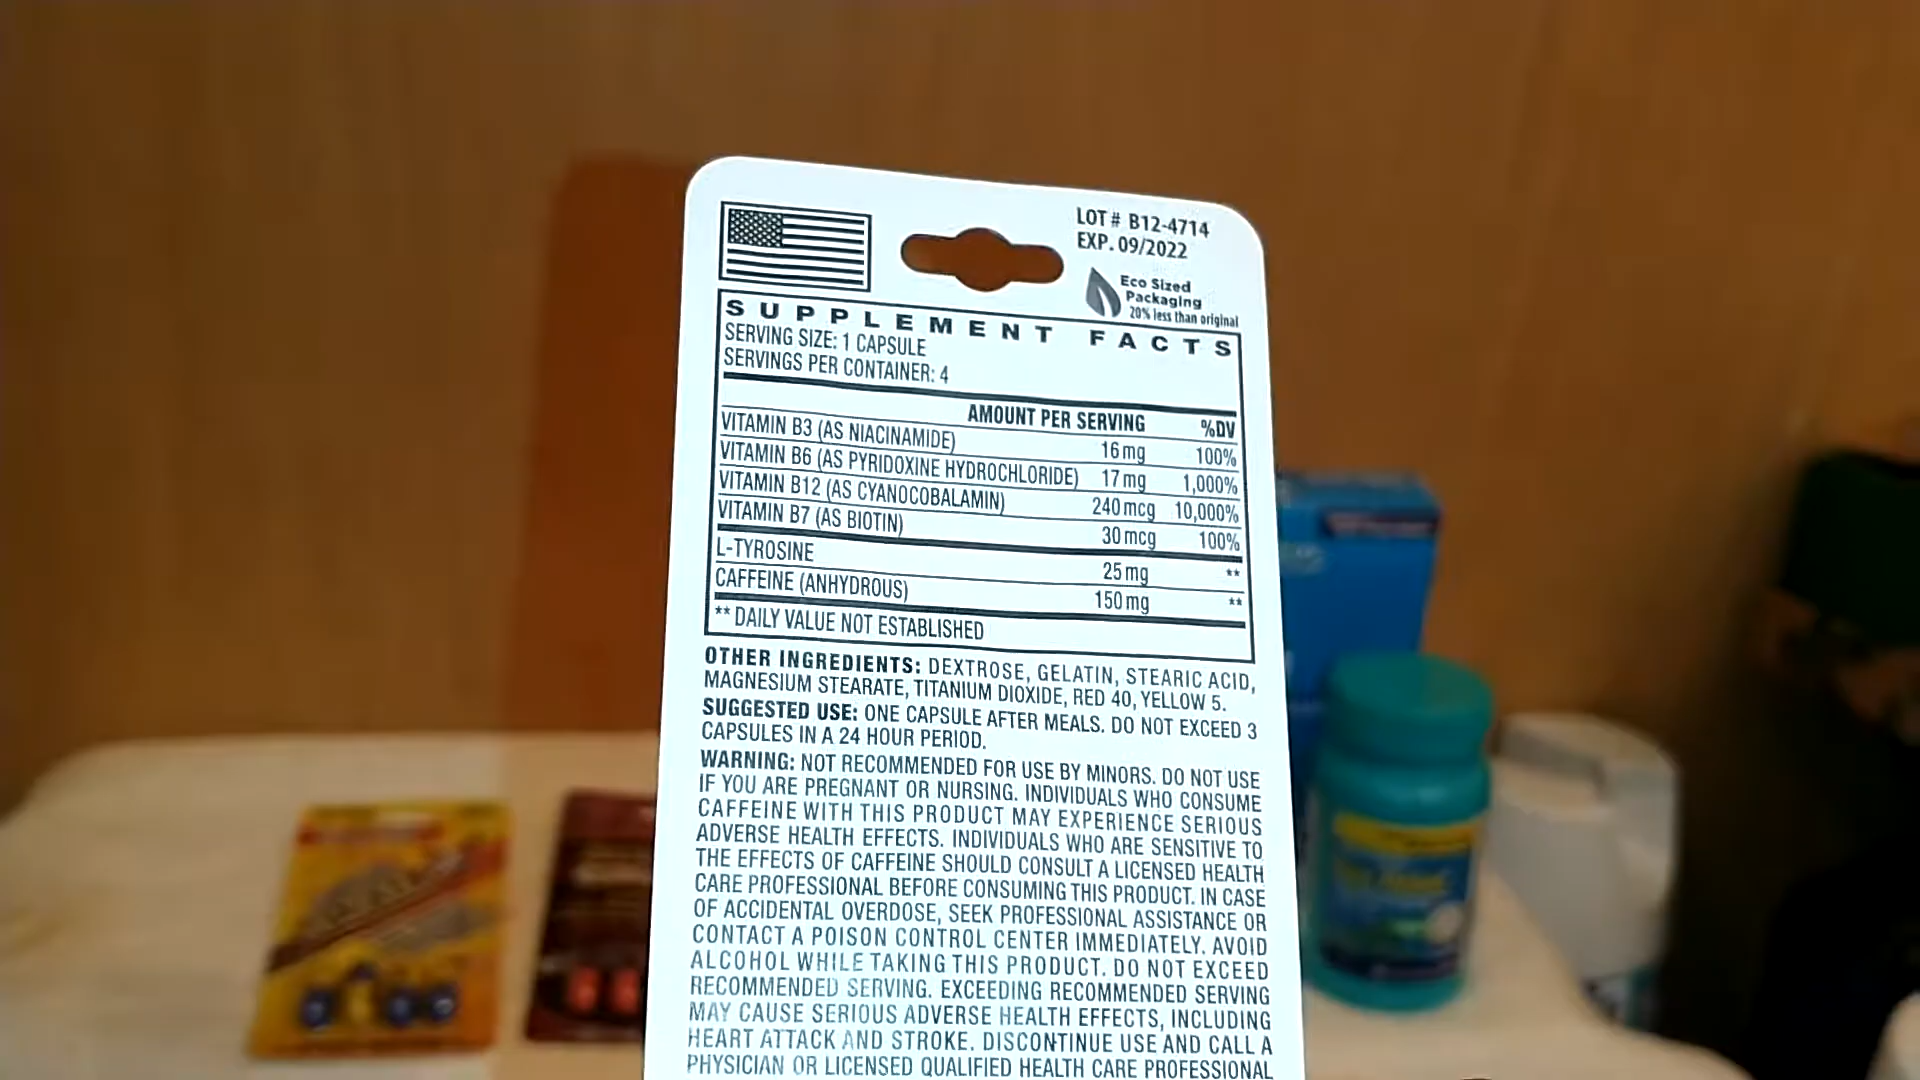 LOT # B12-4714
EXP. 09/2022
Eco Sized
Packaging
20% less than original
SUPPLEMENT FACTS
SERVING SIZE: 1 CAPSULE
SERVINGS PER CONTAINER: 4
AMOUNT PER SERVING %DV
VITAMIN B3 (AS NIACINAMIDE) 16 mg 100%
VITAMIN B6 (AS PYRIDOXINE HYDROCHLORIDE) 17 mg 1,000%
VITAMIN B12 (AS CYANOCOBALAMIN) 240 mcg 10,000%
VITAMIN B7 (AS BIOTIN) 30 mcg 100%
L-TYROSINE 25 mg **
CAFFEINE (ANHYDROUS) 150 mg **
** DAILY VALUE NOT ESTABLISHED
OTHER INGREDIENTS: DEXTROSE, GELATIN, STEARIC ACID,
MAGNESIUM STEARATE, TITANIUM DIOXIDE, RED 40, YELLOW 5.
SUGGESTED USE: ONE CAPSULE AFTER MEALS. DO NOT EXCEED 3
CAPSULES IN A 24 HOUR PERIOD.
WARNING: NOT RECOMMENDED FOR USE BY MINORS. DO NOT USE
IF YOU ARE PREGNANT OR NURSING. INDIVIDUALS WHO CONSUME
CAFFEINE WITH THIS PRODUCT MAY EXPERIENCE SERIOUS
ADVERSE HEALTH EFFECTS. INDIVIDUALS WHO ARE SENSITIVE TO
THE EFFECTS OF CAFFEINE SHOULD CONSULT A LICENSED HEALTH
CARE PROFESSIONAL BEFORE CONSUMING THIS PRODUCT. IN CASE
OF ACCIDENTAL OVERDOSE, SEEK PROFESSIONAL ASSISTANCE OR
CONTACT A POISON CONTROL CENTER IMMEDIATELY. AVOID
ALCOHOL WHILE TAKING THIS PRODUCT. DO NOT EXCEED
RECOMMENDED SERVING. EXCEEDING RECOMMENDED SERVING
MAY CAUSE SERIOUS ADVERSE HEALTH EFFECTS, INCLUDING
HEART ATTACK AND STROKE. DISCONTINUE USE AND CALL A
PHYSICIAN OR LICENSED QUALIFIED HEALTH CARE PROFESSIONAL